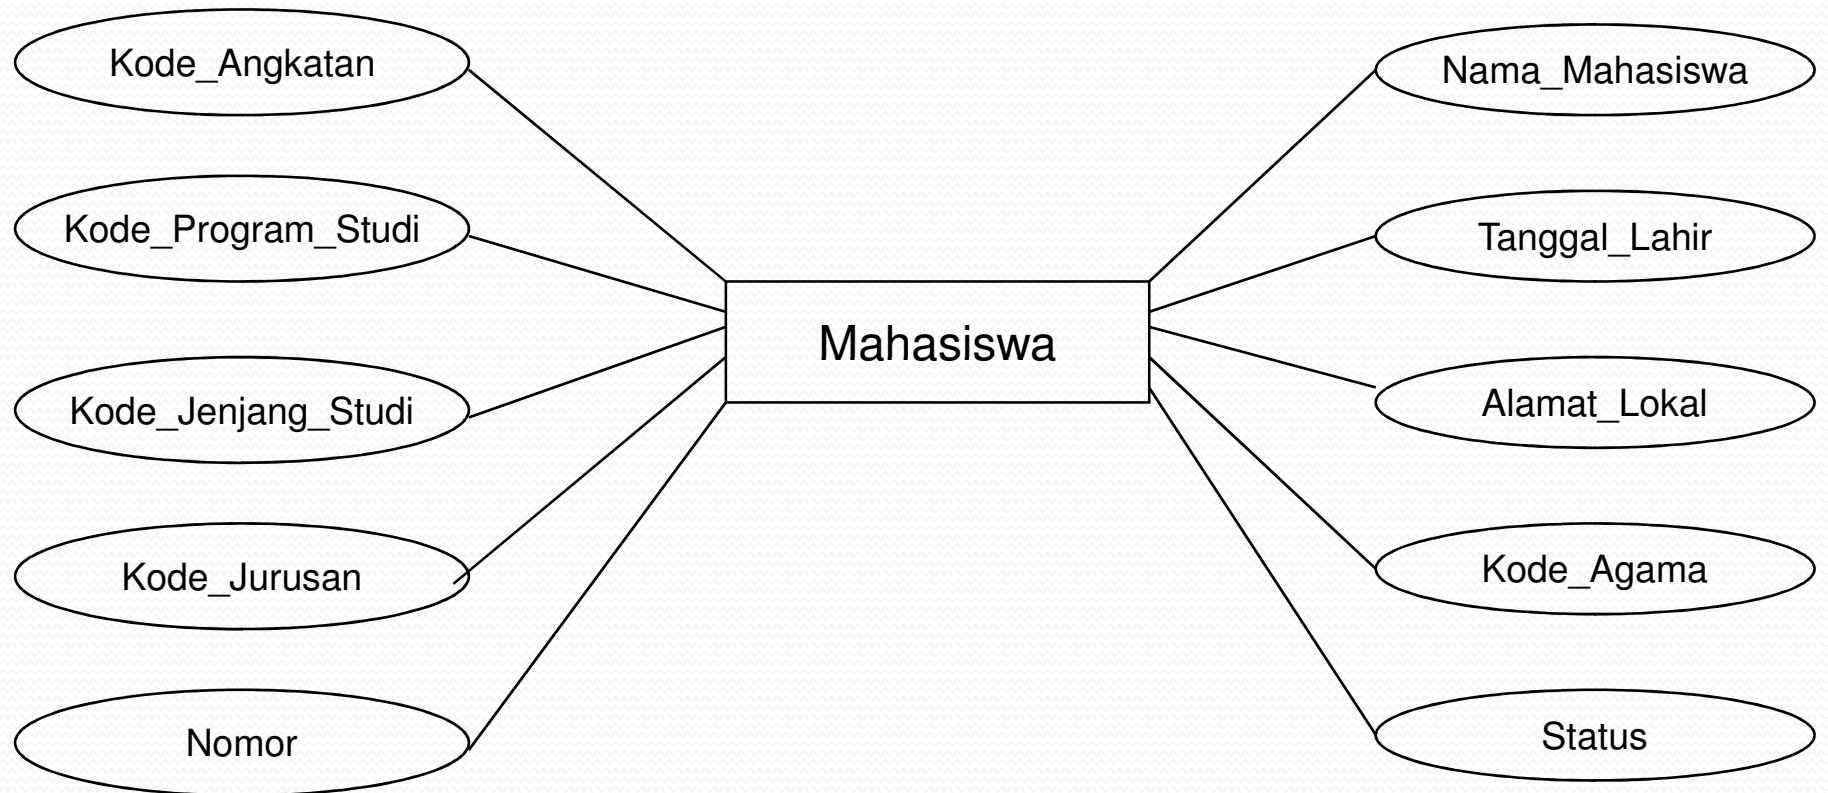 Kode_Angkatan
Nama_Mahasiswa
Kode_Program_Studi
Tanggal_Lahir
Mahasiswa
Kode_Jenjang_Studi
Alamat_Lokal
Kode_Jurusan
Kode_Agama
Nomor
Status